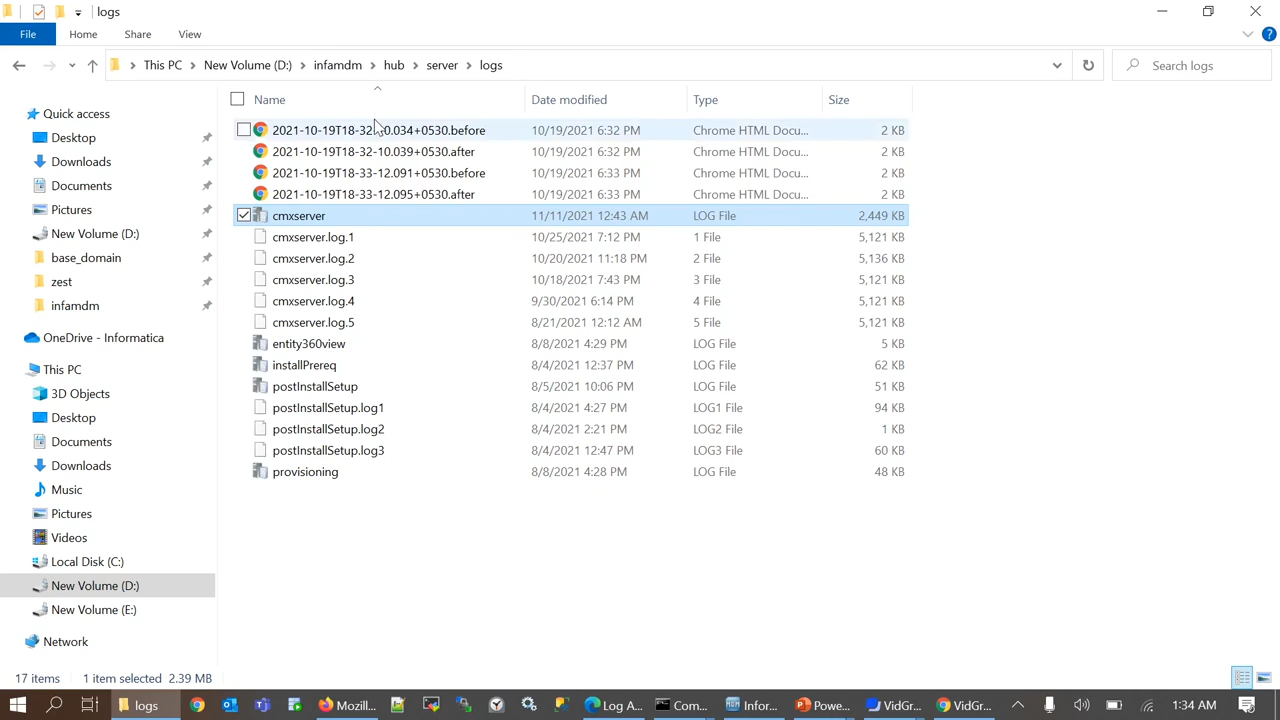 logs
File Home Share View
This PC New Volume (D:) infamdm hub server logs Search logs
Name Date modified Type Size
Quick access
Desktop
Downloads
Documents
Pictures
New Volume (D:)
base_domain
zest
infamdm
OneDrive - Informatica
This PC
3D Objects
Desktop
Documents
Downloads
Music
Pictures
Videos
Local Disk (C:)
New Volume (D:)
New Volume (E:)
Network
2021-10-19T18-32-10.034+0530.before 10/19/2021 6:32 PM Chrome HTML Docu... 2 KB
2021-10-19T18-32-10.039+0530.after 10/19/2021 6:32 PM Chrome HTML Docu... 2 KB
2021-10-19T18-33-12.091+0530.before 10/19/2021 6:33 PM Chrome HTML Docu... 2 KB
2021-10-19T18-33-12.095+0530.after 10/19/2021 6:33 PM Chrome HTML Docu... 2 KB
cmxserver 11/11/2021 12:43 AM LOG File 2,449 KB
cmxserver.log.1 10/25/2021 7:12 PM 1 File 5,121 KB
cmxserver.log.2 10/20/2021 11:18 PM 2 File 5,136 KB
cmxserver.log.3 10/18/2021 7:43 PM 3 File 5,121 KB
cmxserver.log.4 9/30/2021 6:14 PM 4 File 5,121 KB
cmxserver.log.5 8/21/2021 12:12 AM 5 File 5,121 KB
entity360view 8/8/2021 4:29 PM LOG File 5 KB
installPrereq 8/4/2021 12:37 PM LOG File 62 KB
postInstallSetup 8/5/2021 10:06 PM LOG File 51 KB
postInstallSetup.log1 8/4/2021 4:27 PM LOG1 File 94 KB
postInstallSetup.log2 8/4/2021 2:21 PM LOG2 File 1 KB
postInstallSetup.log3 8/4/2021 12:47 PM LOG3 File 60 KB
provisioning 8/8/2021 4:28 PM LOG File 48 KB
17 items 1 item selected 2.39 MB
logs Mozill... Log A... Com... Infor... Powe... VidGr... VidGr... 1:34 AM